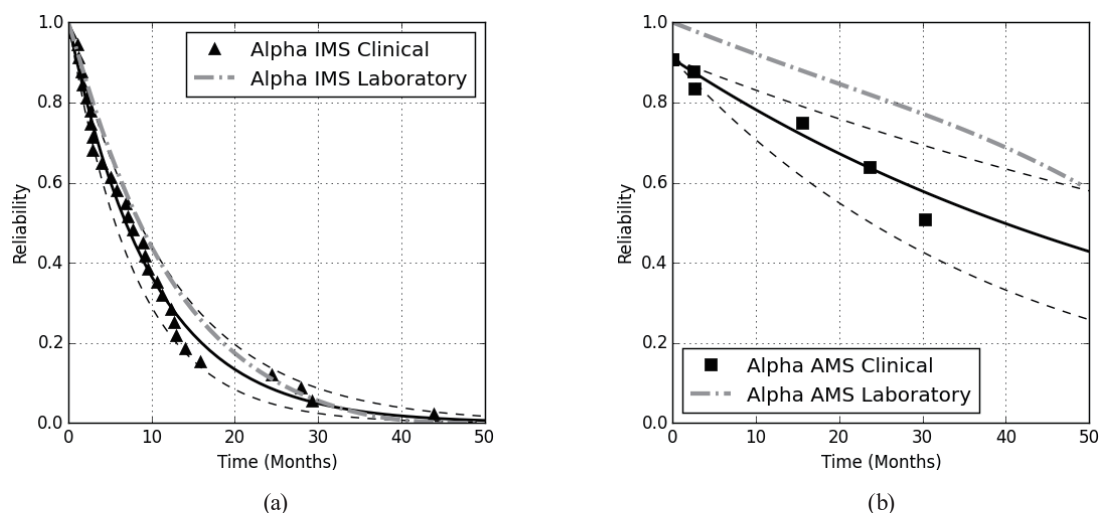 1.0
0.8
0.6
0.4
0.2
0.0
Reliability
0 10 20 30 40 50
Time (Months)
Alpha IMS Clinical
Alpha IMS Laboratory
(a)
1.0
0.8
0.6
0.4
0.2
0.0
Reliability
0 10 20 30 40 50
Time (Months)
Alpha AMS Clinical
Alpha AMS Laboratory
(b)